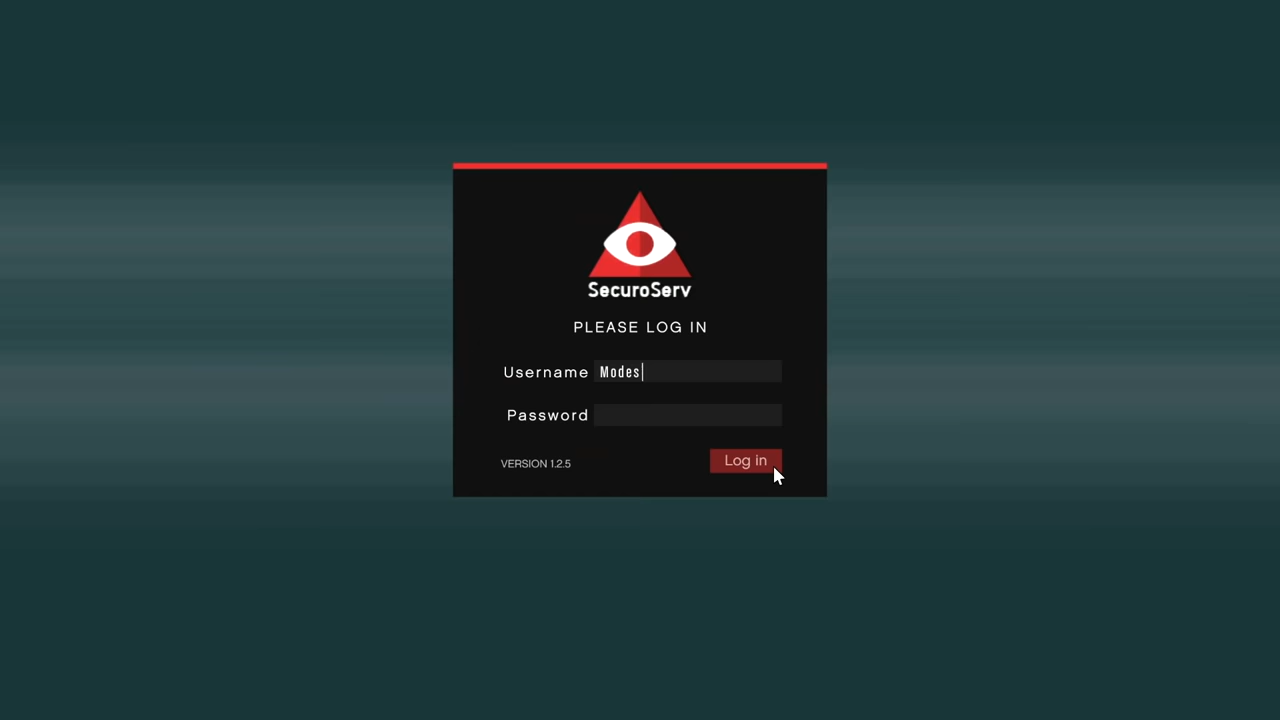 SecuroServ
PLEASE LOG IN
Username Modes
Password
VERSION 1.2.5 Log in